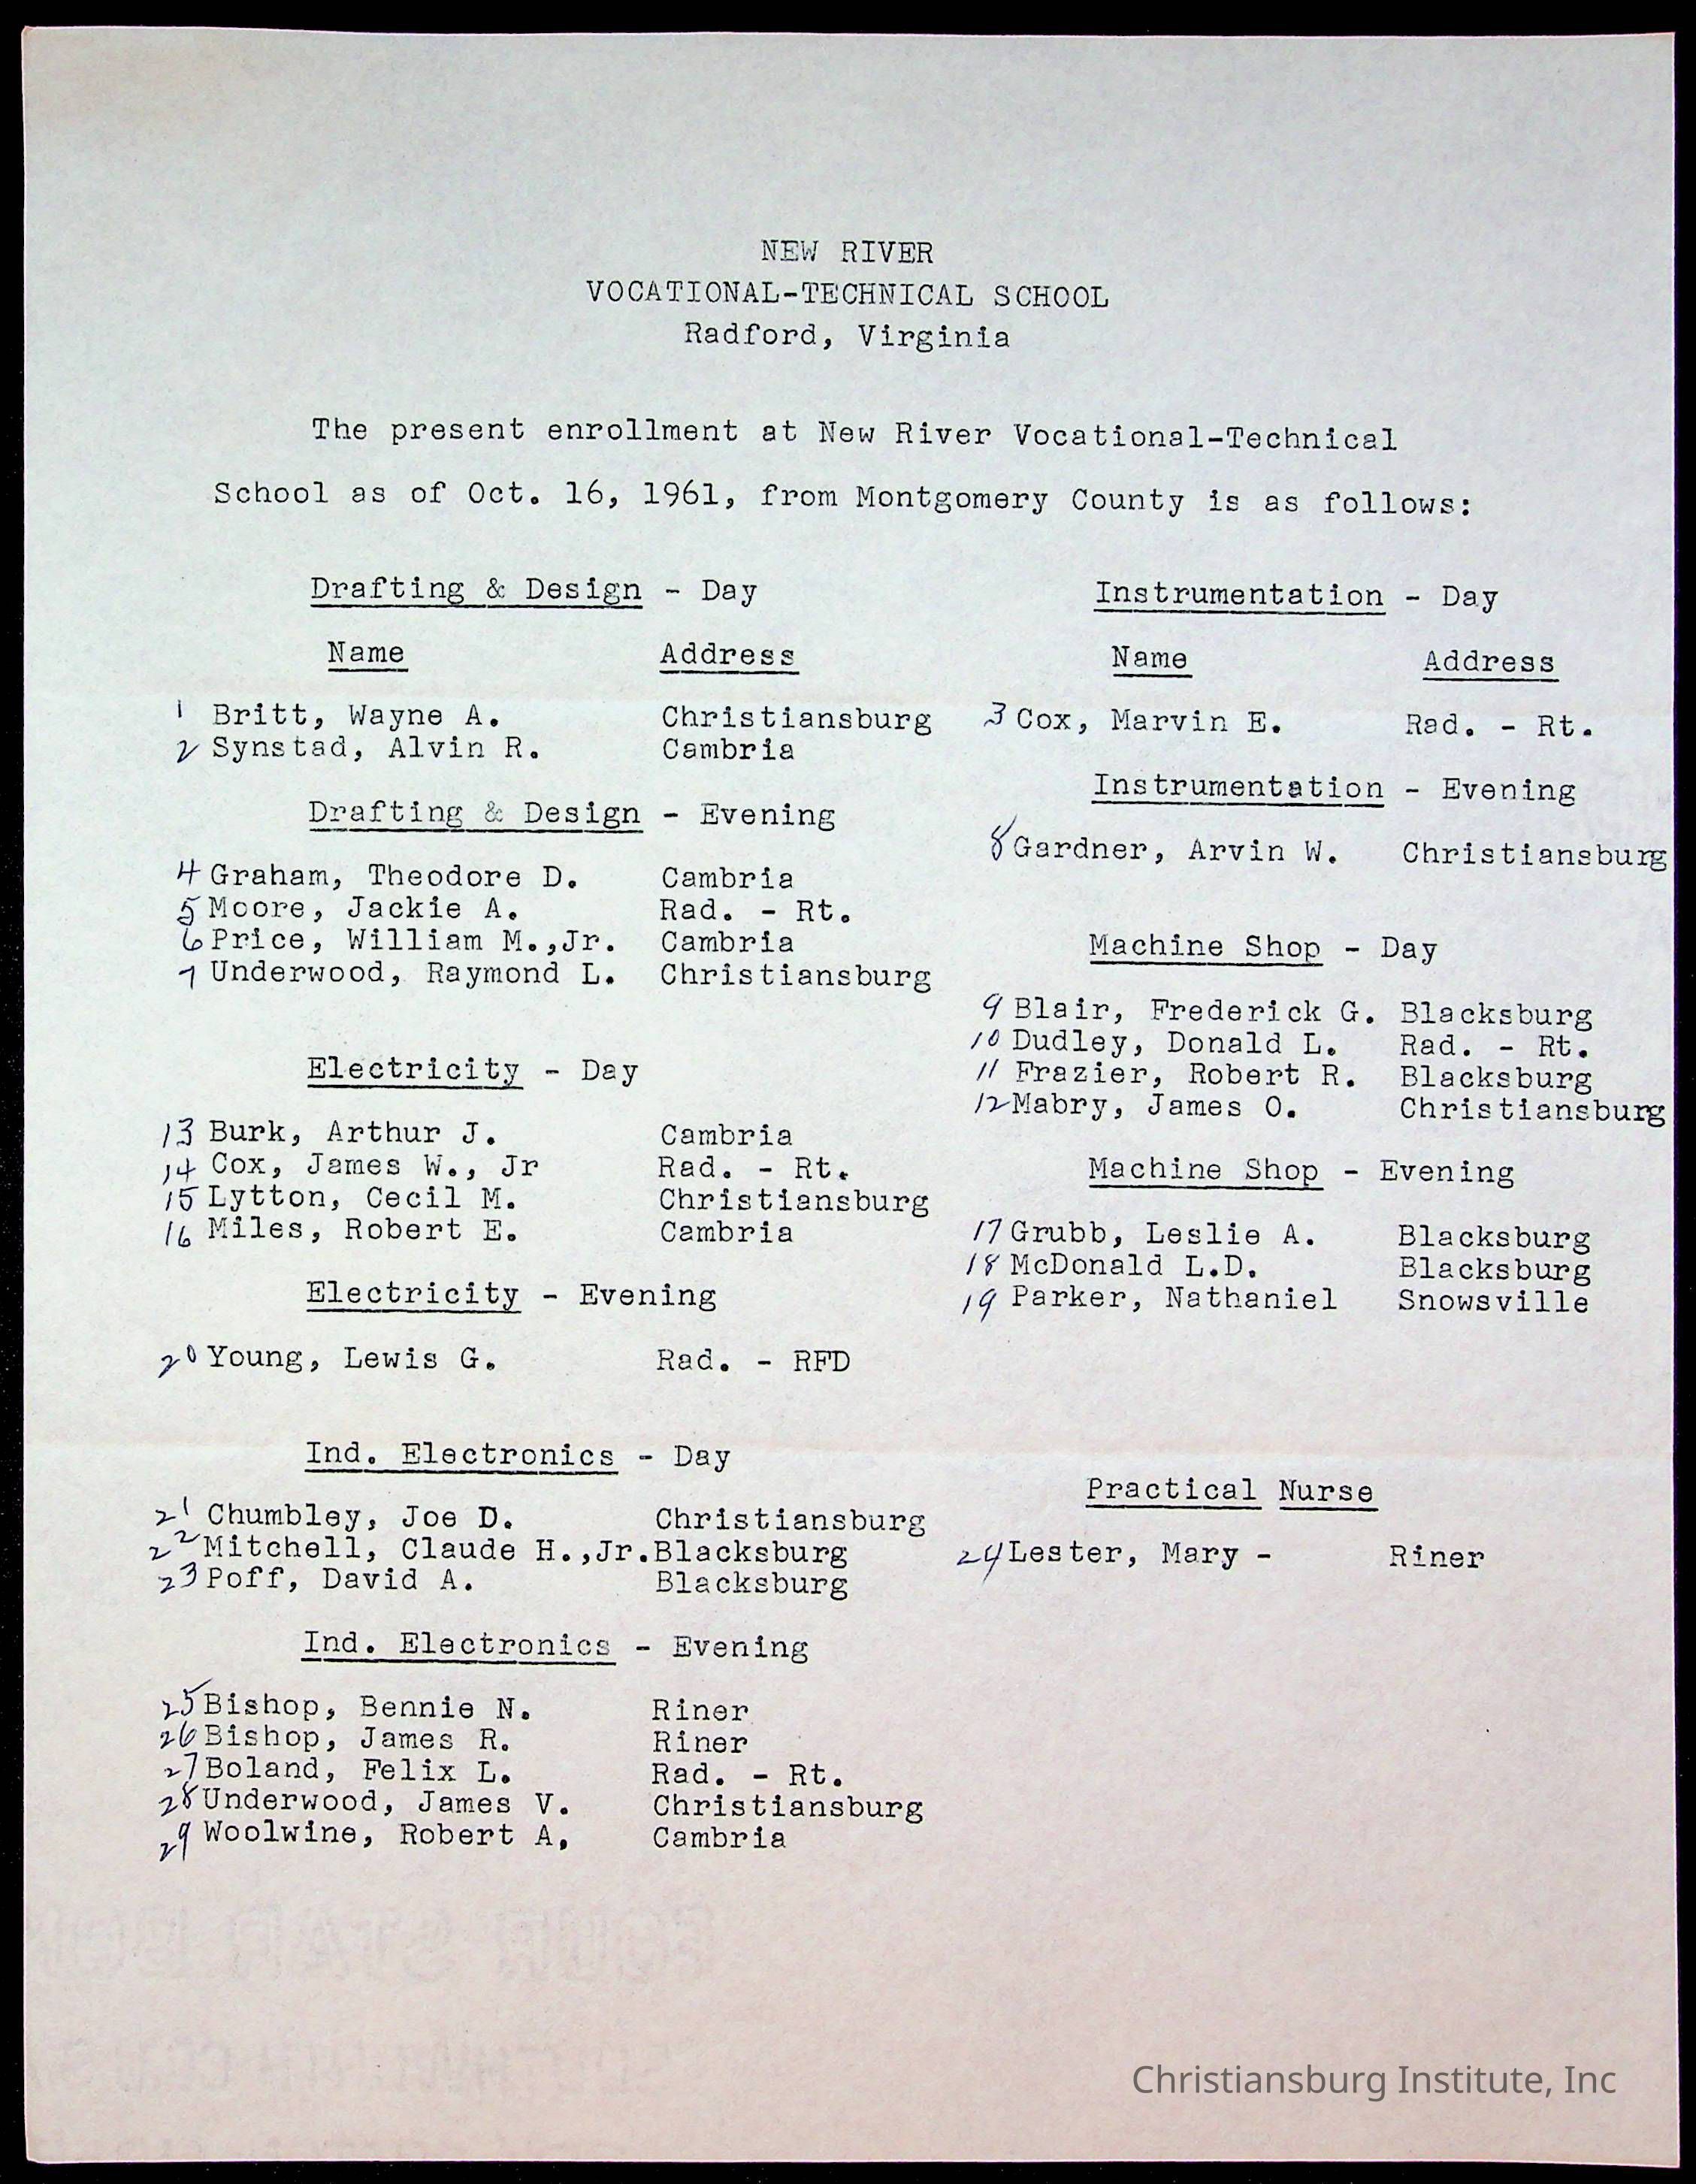 NEW RIVER
VOCATIONAL-TECHNICAL SCHOOL
Radford, Virginia
The present enrollment at New River Vocational-Technical
School as of Oct. 16, 1961, from Montgomery County is as follows:
Drafting & Design - Day
Name Address
1 Britt, Wayne A. Christiansburg
2 Synstad, Alvin R. Cambria
Drafting & Design - Evening
4 Graham, Theodore D. Cambria
5 Moore, Jackie A. Rad. - Rt.
6 Price, William M.,Jr. Cambria
7 Underwood, Raymond L. Christiansburg
Electricity - Day
13 Burk, Arthur J. Cambria
14 Cox, James W., Jr Rad. - Rt.
15 Lytton, Cecil M. Christiansburg
16 Miles, Robert E. Cambria
Electricity - Evening
20 Young, Lewis G. Rad. - RFD
Ind. Electronics - Day
21 Chumbley, Joe D. Christiansburg
22 Mitchell, Claude H.,Jr. Blacksburg
23 Poff, David A. Blacksburg
Ind. Electronics - Evening
25 Bishop, Bennie N. Riner
26 Bishop, James R. Riner
27 Boland, Felix L. Rad. - Rt.
28 Underwood, James V. Christiansburg
29 Woolwine, Robert A, Cambria
Instrumentation - Day
Name Address
3 Cox, Marvin E. Rad. - Rt.
Instrumentation - Evening
8 Gardner, Arvin W. Christiansburg
Machine Shop - Day
9 Blair, Frederick G. Blacksburg
10 Dudley, Donald L. Rad. - Rt.
11 Frazier, Robert R. Blacksburg
12 Mabry, James O. Christiansburg
Machine Shop - Evening
17 Grubb, Leslie A. Blacksburg
18 McDonald L.D. Blacksburg
19 Parker, Nathaniel Snowsville
Practical Nurse
24 Lester, Mary - Riner
Christiansburg Institute, Inc